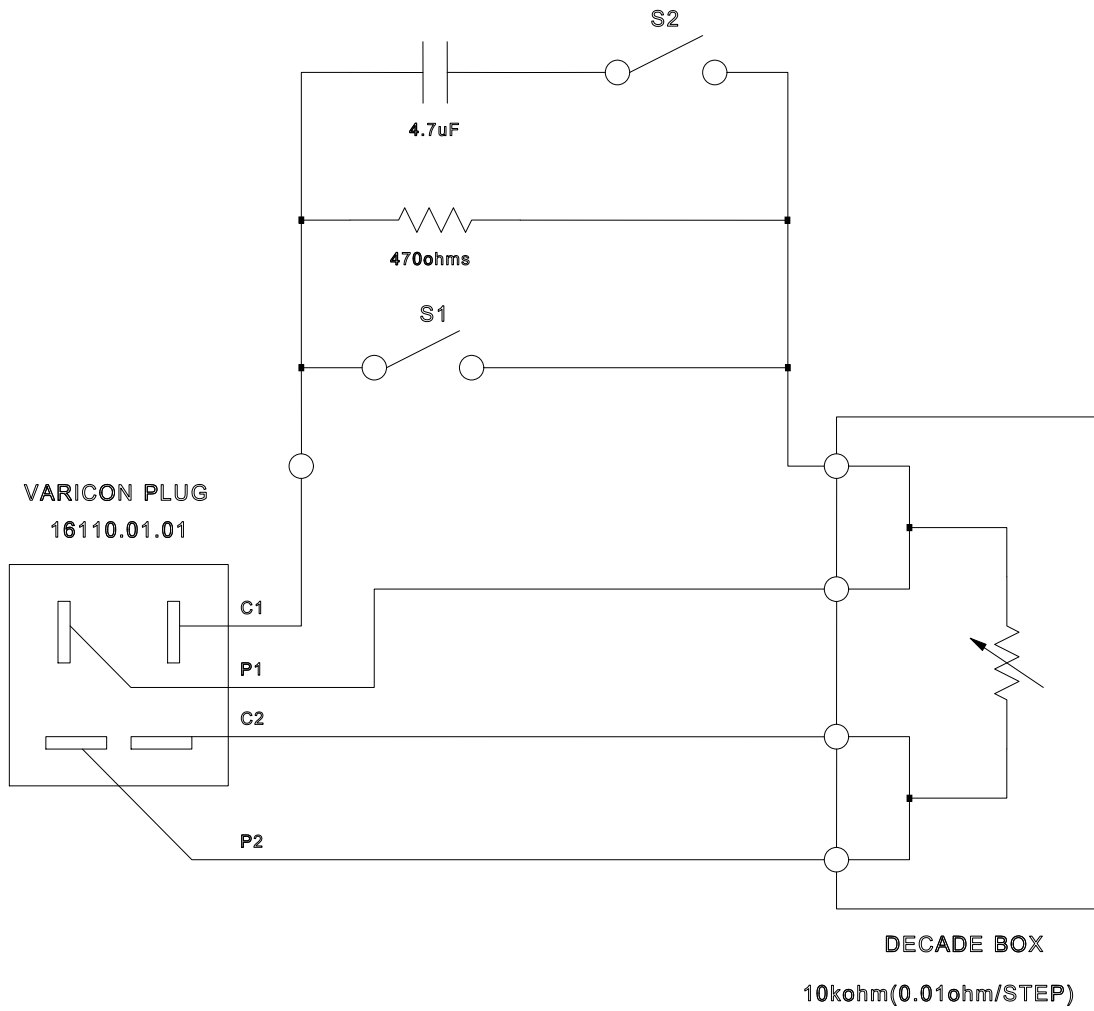 S2
4.7uF
470ohms
S1
VARICON PLUG
16110.01.01
C1
P1
C2
P2
DECADE BOX
10kohm(0.01ohm/STEP)